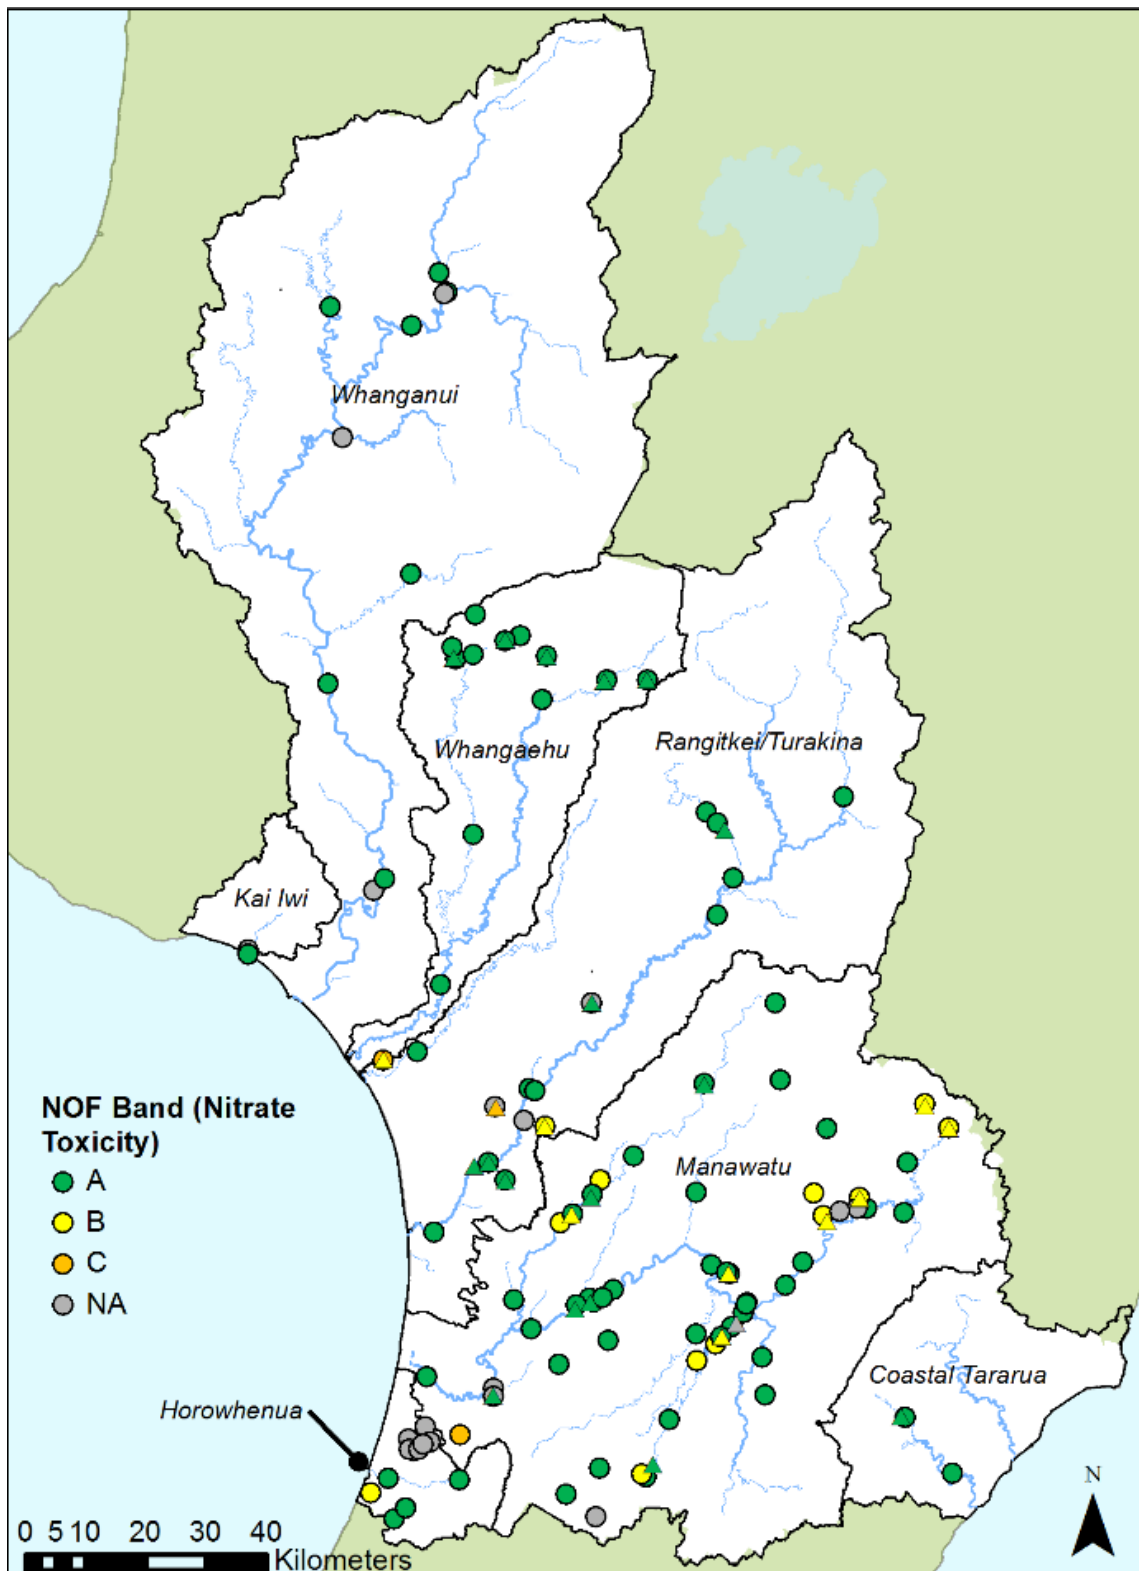 Whanganui
Whangaehu
Rangitkei/Turakina
Kai Iwi
NOF Band (Nitrate
Toxicity)
A
B
C
NA
Manawatu
Coastal Tararua
Horowhenua
N
0 5 10 20 30 40
Kilometers